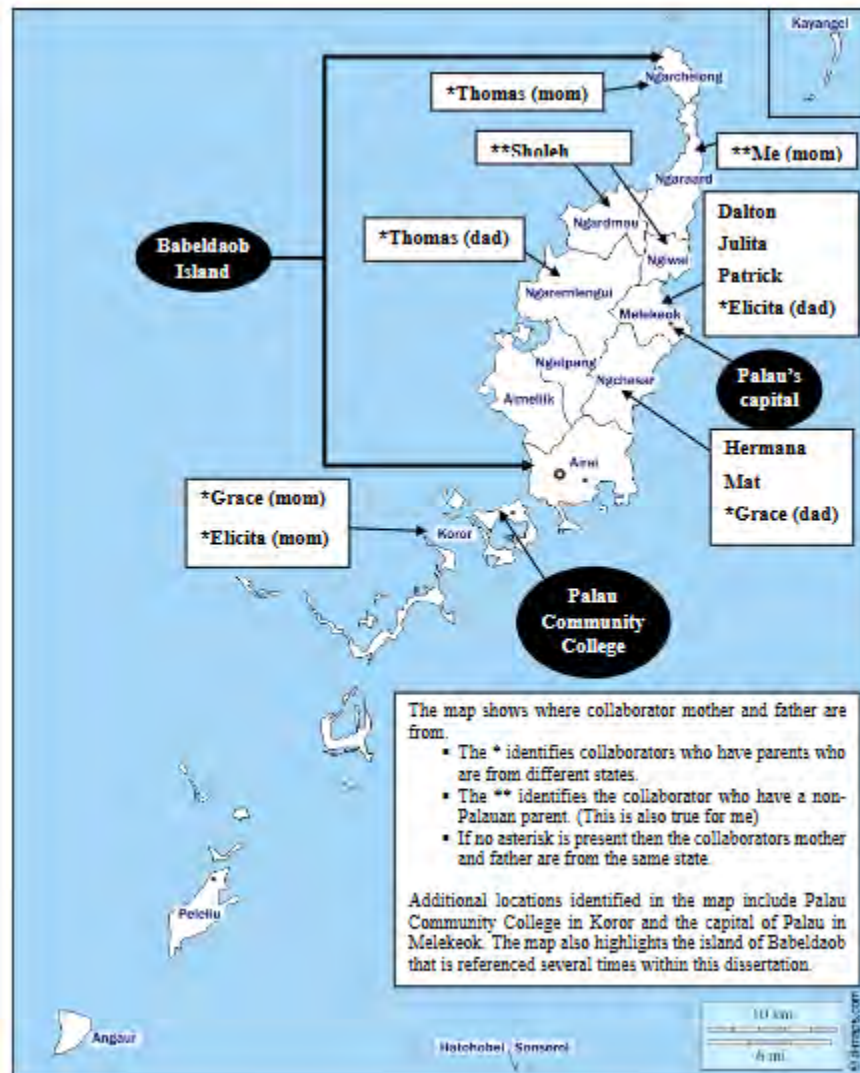 Kayangel
Ngarchelong
*Thomas (mom)
**Sholeh
**Me (mom)
Ngaraard
Ngardmau
Dalton
Julita
Patrick
*Elicita (dad)
Babeldaob
Island
*Thomas (dad)
Ngiwal
Ngaremlengui
Melekeok
Palau's
capital
Ngatpang
Ngchesar
Aimeliik
Hermana
Mat
*Grace (dad)
Airai
*Grace (mom)
*Elicita (mom)
Koror
Palau
Community
College
The map shows where collaborator mother and father are
from.
▪ The * identifies collaborators who have parents who
are from different states.
▪ The ** identifies the collaborator who have a non-
Palauan parent. (This is also true for me)
▪ If no asterisk is present then the collaborators mother
and father are from the same state.
Additional locations identified in the map include Palau
Community College in Koror and the capital of Palau in
Melekeok. The map also highlights the island of Babeldaob
that is referenced several times within this dissertation.
Peleliu
Angaur
Hatohobei, Sonsorol
10 km
6 mi